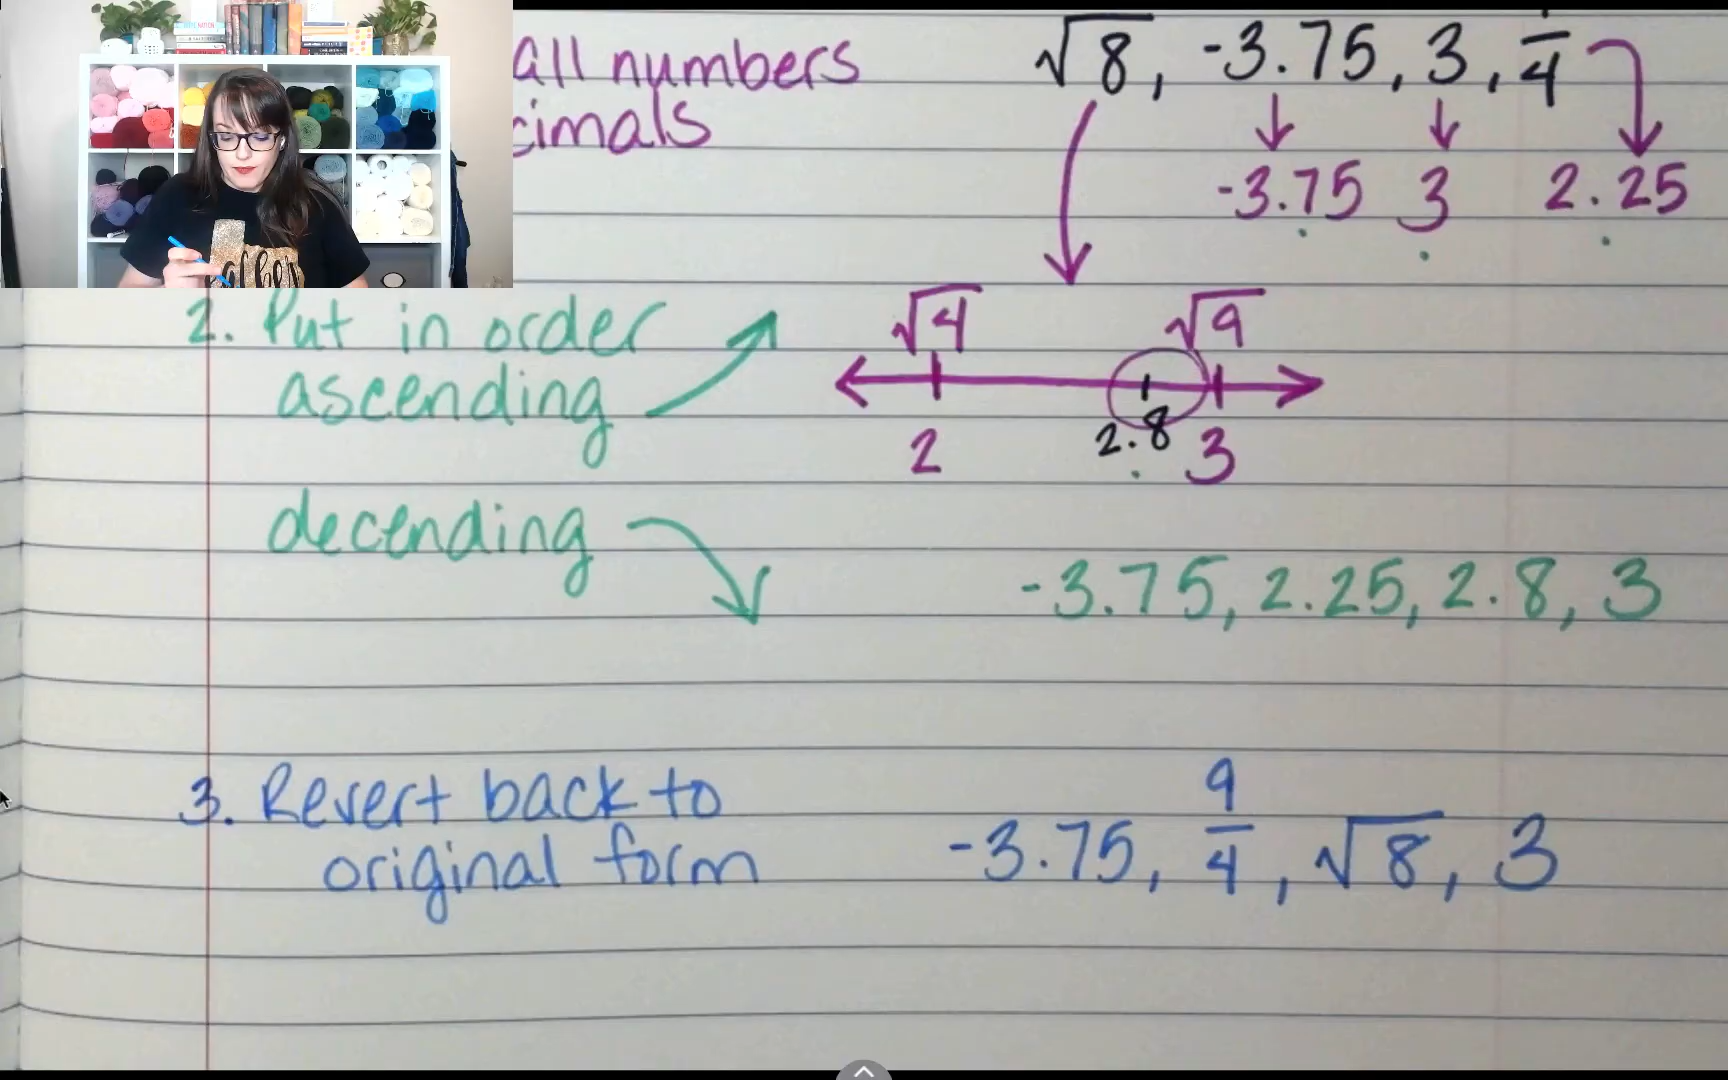 all numbers
cimals
√8, -3.75, 3, 4
-3.75 3 2.25
2. Put in order
ascending
decending
√4 √9
2 2.8 3
-3.75, 2.25, 2.8, 3
3. Revert back to
original form
-3.75, 9/4, √8, 3